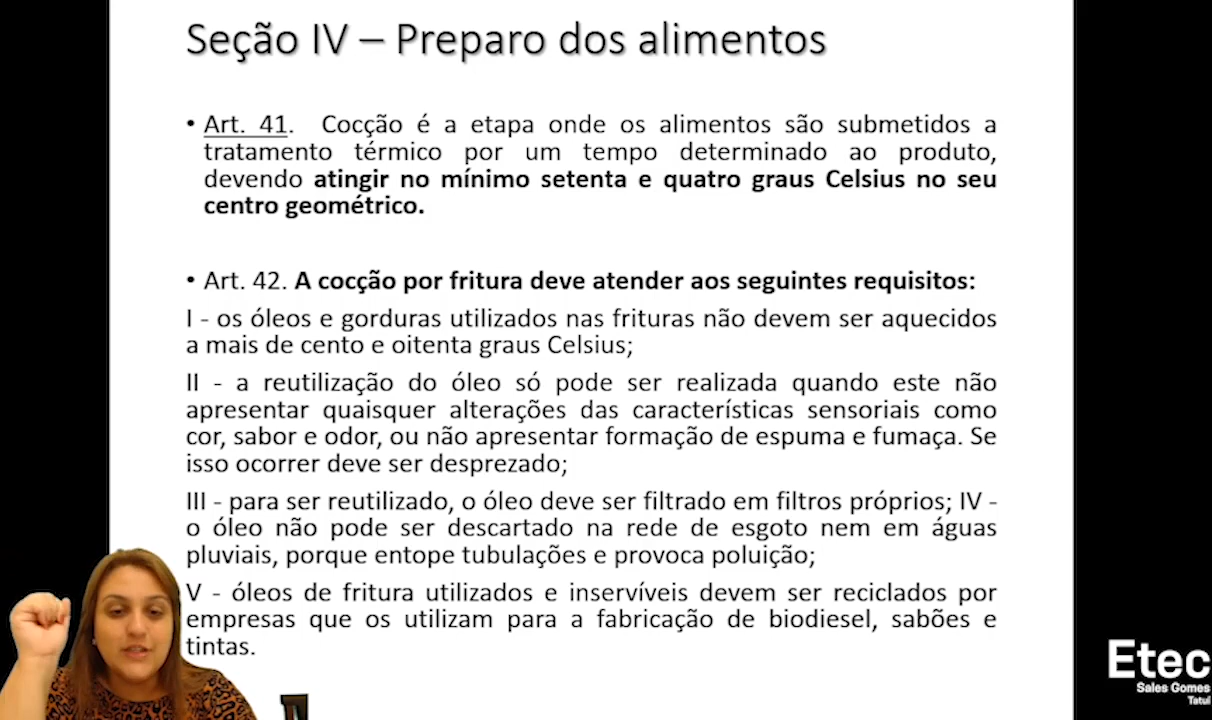 Seção IV – Preparo dos alimentos
• Art. 41. Cocção é a etapa onde os alimentos são submetidos a
tratamento térmico por um tempo determinado ao produto,
devendo atingir no mínimo setenta e quatro graus Celsius no seu
centro geométrico.
• Art. 42. A cocção por fritura deve atender aos seguintes requisitos:
I - os óleos e gorduras utilizados nas frituras não devem ser aquecidos
a mais de cento e oitenta graus Celsius;
II - a reutilização do óleo só pode ser realizada quando este não
apresentar quaisquer alterações das características sensoriais como
cor, sabor e odor, ou não apresentar formação de espuma e fumaça. Se
isso ocorrer deve ser desprezado;
III - para ser reutilizado, o óleo deve ser filtrado em filtros próprios; IV -
o óleo não pode ser descartado na rede de esgoto nem em águas
pluviais, porque entope tubulações e provoca poluição;
V - óleos de fritura utilizados e inservíveis devem ser reciclados por
empresas que os utilizam para a fabricação de biodiesel, sabões e
tintas.
Etec
Sales Gomes
Tatuí